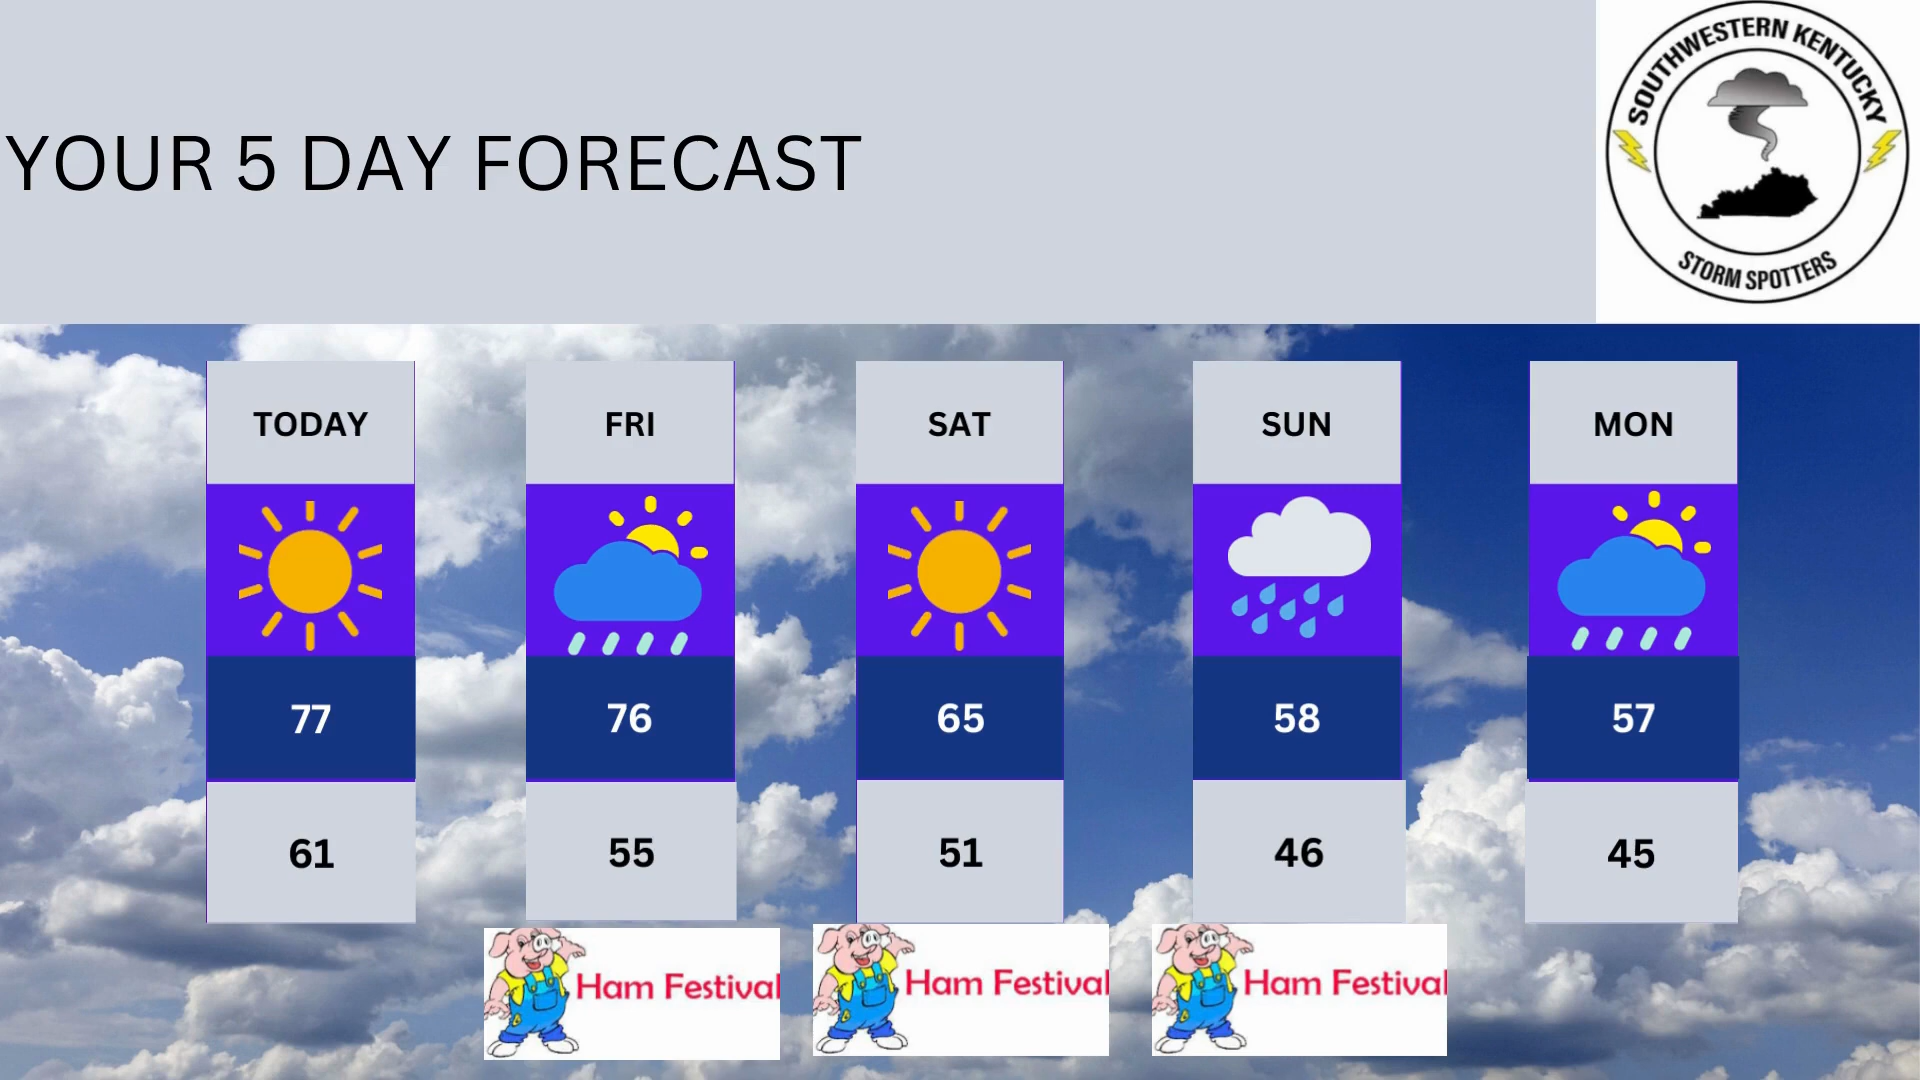 YOUR 5 DAY FORECAST
SOUTHWESTERN KENTUCKY
STORM SPOTTERS
TODAY
FRI
SAT
SUN
MON
77
76
65
58
57
61
55
51
46
45
Ham Festival
Ham Festival
Ham Festival